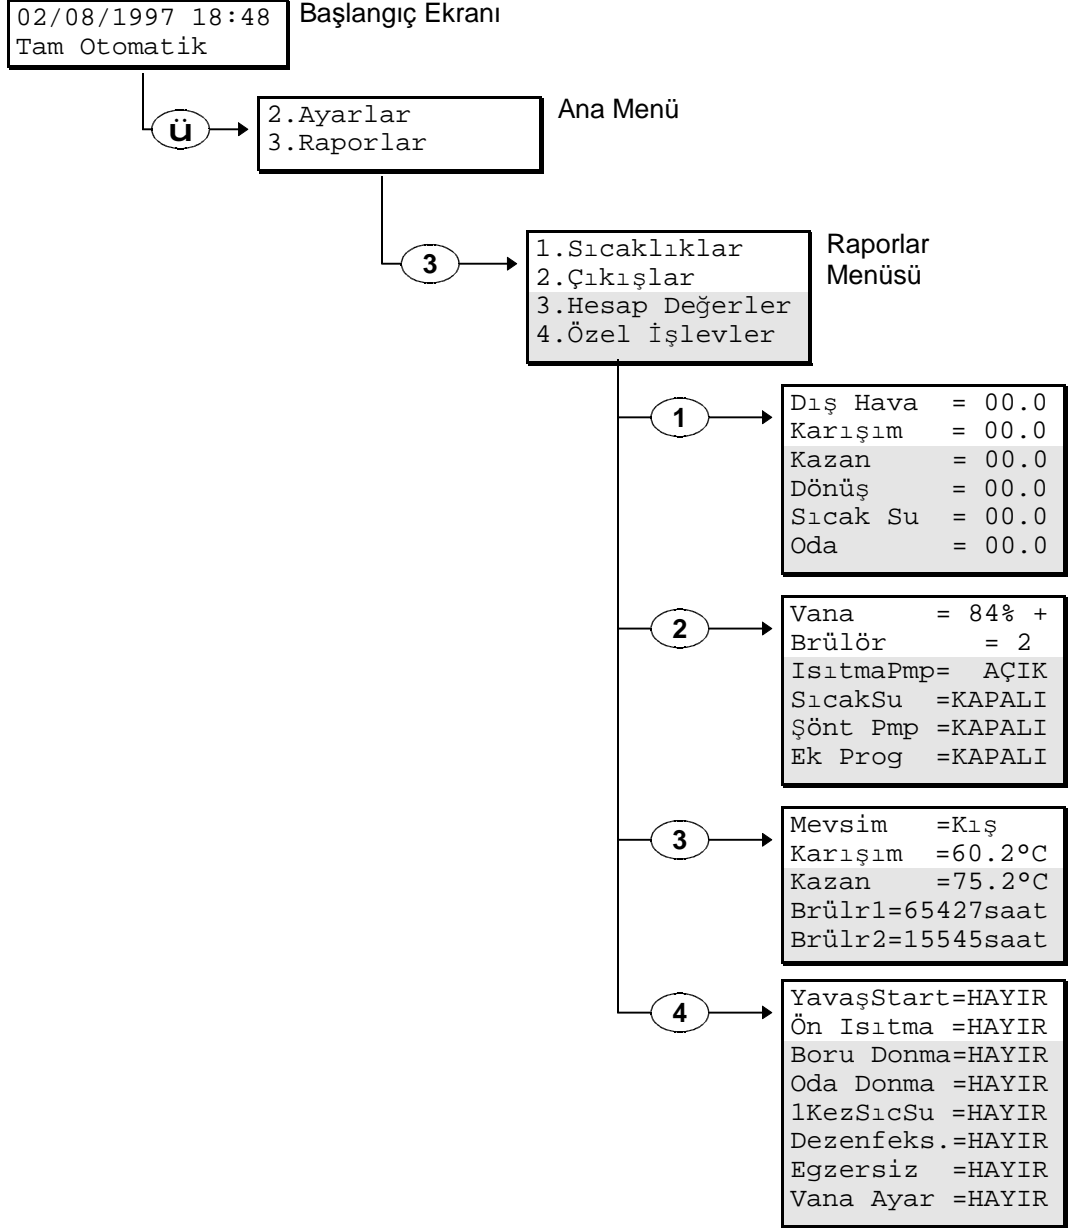 02/08/1997 18:48
Tam Otomatik
Başlangıç Ekranı
ü
2.Ayarlar
3.Raporlar
Ana Menü
3
1.Sıcaklıklar
2.Çıkışlar
3.Hesap Değerler
4.Özel İşlevler
Raporlar
Menüsü
1
Dış Hava = 00.0
Karışım = 00.0
Kazan = 00.0
Dönüş = 00.0
Sıcak Su = 00.0
Oda = 00.0
2
Vana = 84% +
Brülör = 2
IsıtmaPmp= AÇIK
SıcakSu =KAPALI
Şönt Pmp =KAPALI
Ek Prog =KAPALI
3
Mevsim =Kış
Karışım =60.2°C
Kazan =75.2°C
Brülr1=65427saat
Brülr2=15545saat
4
YavaşStart=HAYIR
Ön Isıtma =HAYIR
Boru Donma=HAYIR
Oda Donma =HAYIR
1KezSıcSu =HAYIR
Dezenfeks.=HAYIR
Egzersiz =HAYIR
Vana Ayar =HAYIR